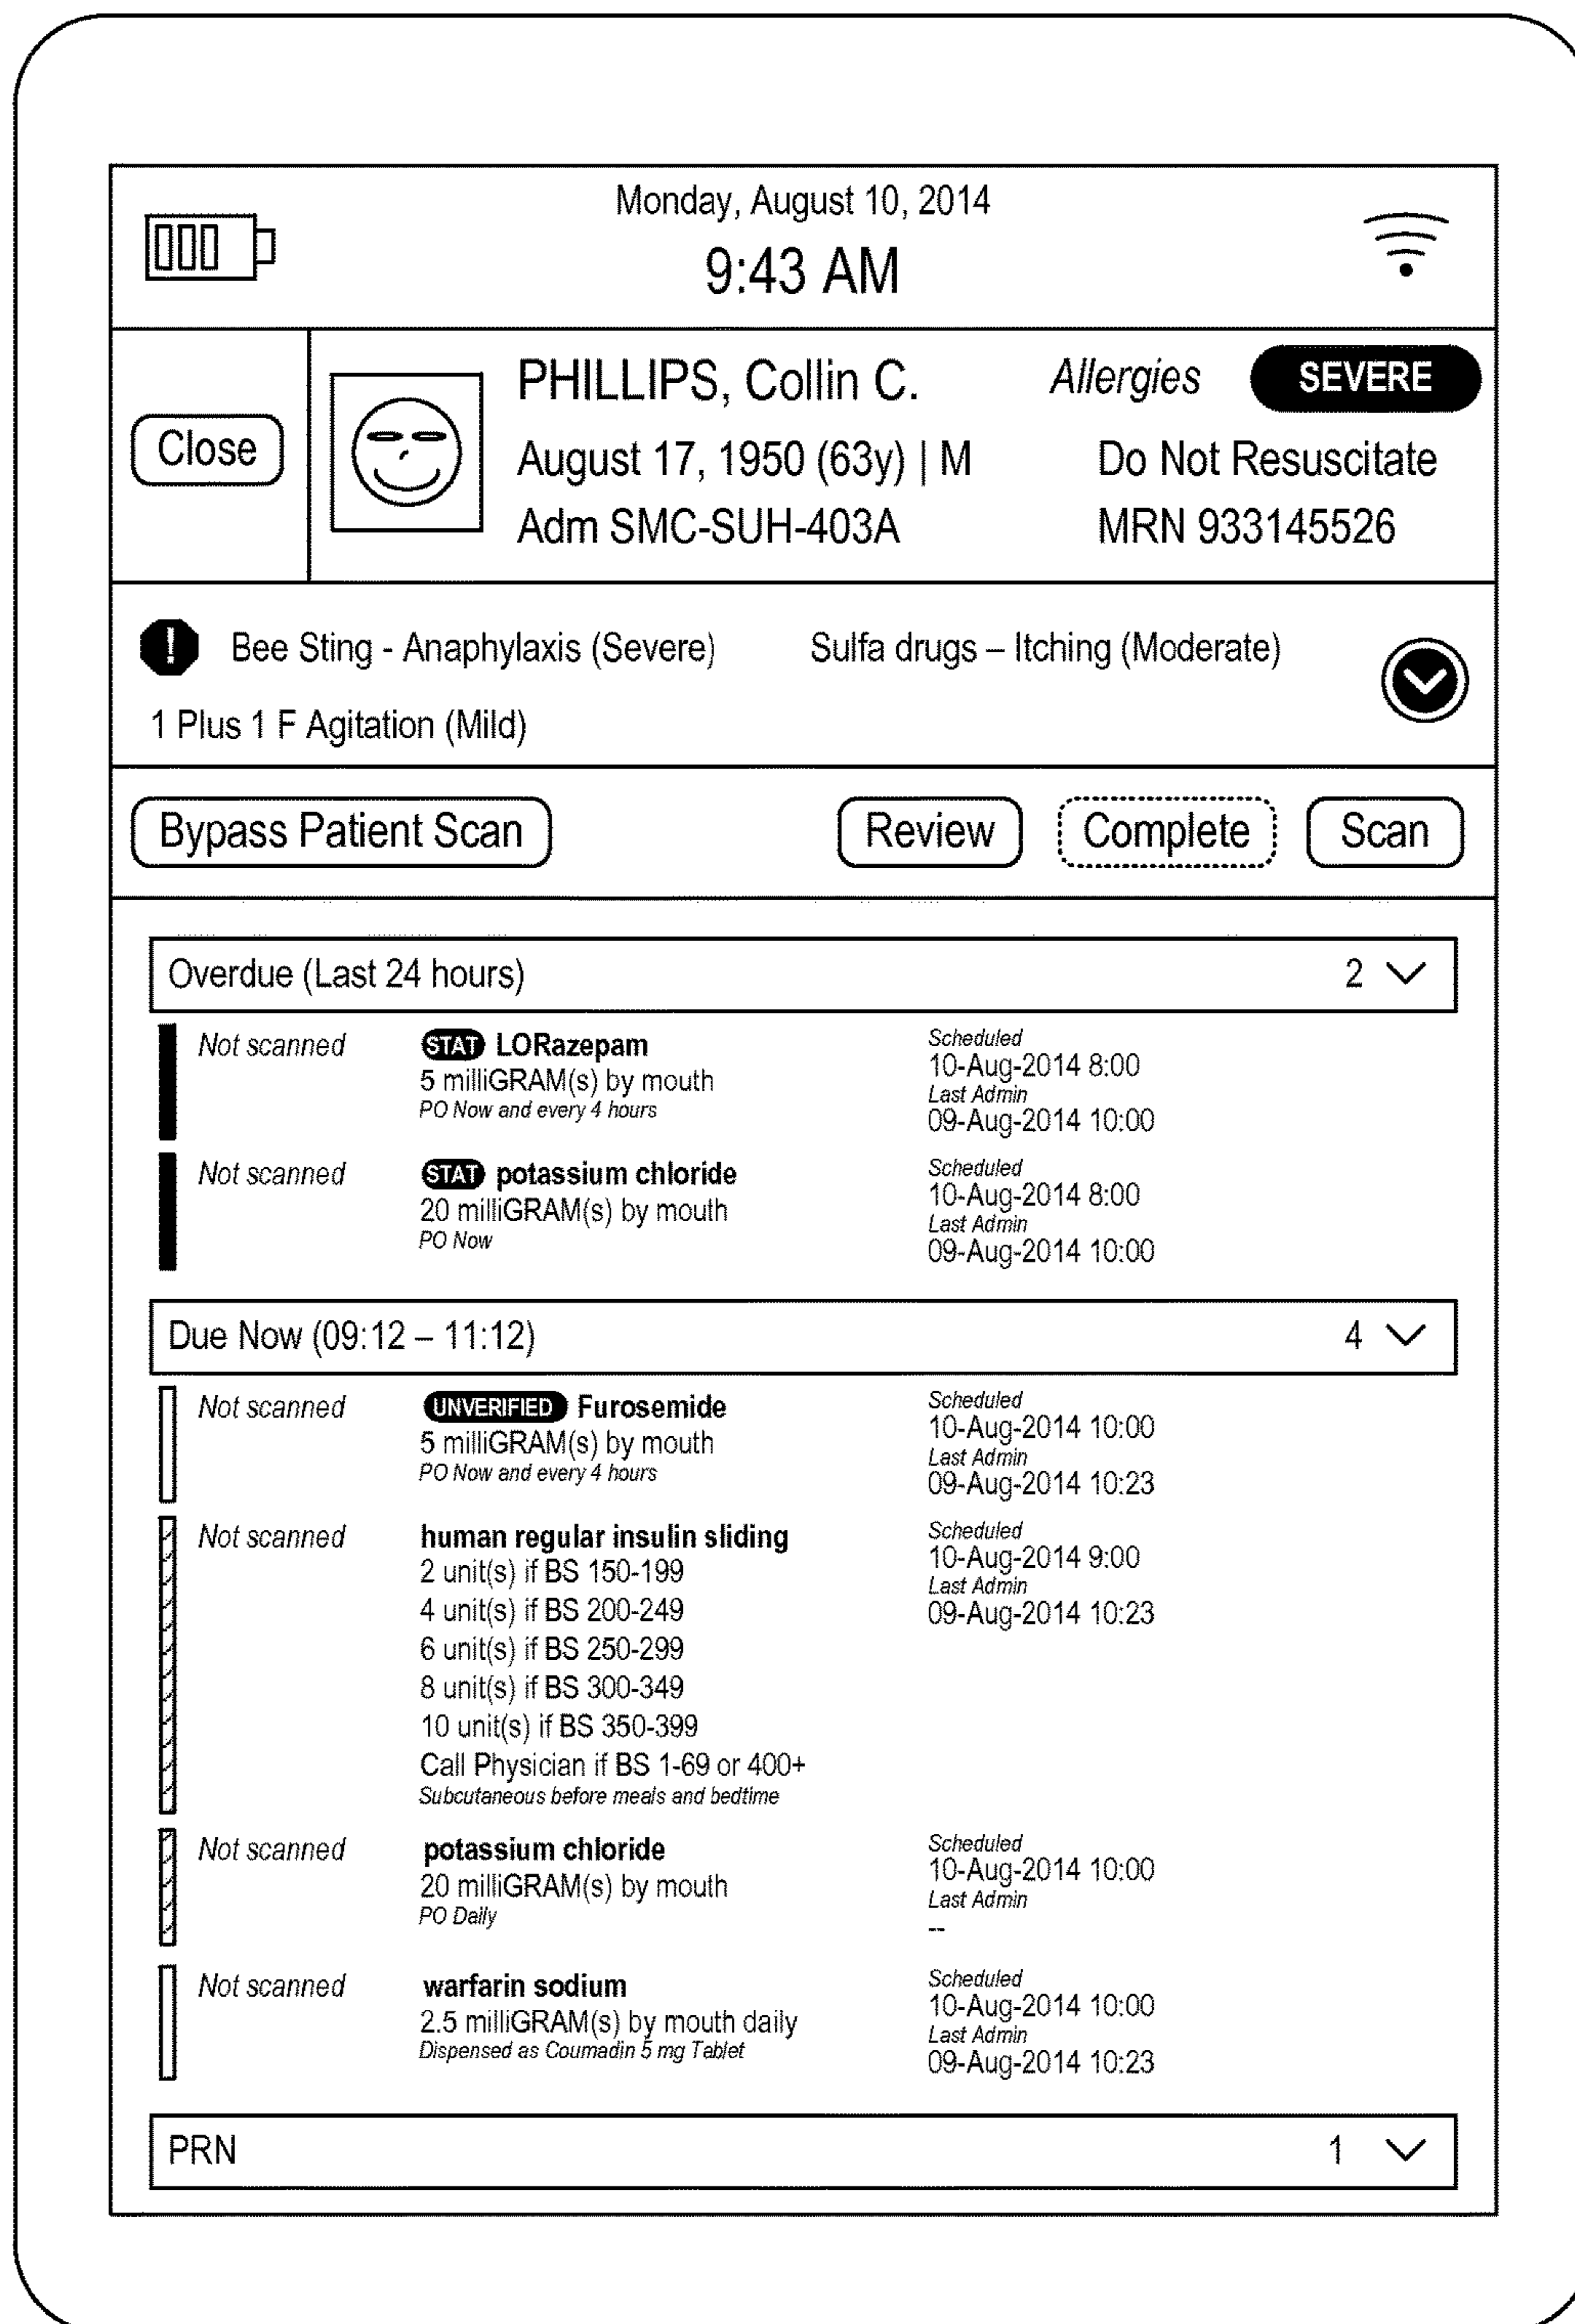 Monday, August 10, 2014
9:43 AM
Close
PHILLIPS, Collin C.
Allergies SEVERE
August 17, 1950 (63y) | M
Do Not Resuscitate
Adm SMC-SUH-403A
MRN 933145526
! Bee Sting - Anaphylaxis (Severe)
Sulfa drugs – Itching (Moderate)
1 Plus 1 F Agitation (Mild)
Bypass Patient Scan
Review
Complete
Scan
Overdue (Last 24 hours) 2
Not scanned
STAT LORazepam
5 milliGRAM(s) by mouth
PO Now and every 4 hours
Scheduled
10-Aug-2014 8:00
Last Admin
09-Aug-2014 10:00
Not scanned
STAT potassium chloride
20 milliGRAM(s) by mouth
PO Now
Scheduled
10-Aug-2014 8:00
Last Admin
09-Aug-2014 10:00
Due Now (09:12 – 11:12) 4
Not scanned
UNVERIFIED Furosemide
5 milliGRAM(s) by mouth
PO Now and every 4 hours
Scheduled
10-Aug-2014 10:00
Last Admin
09-Aug-2014 10:23
Not scanned
human regular insulin sliding
2 unit(s) if BS 150-199
4 unit(s) if BS 200-249
6 unit(s) if BS 250-299
8 unit(s) if BS 300-349
10 unit(s) if BS 350-399
Call Physician if BS 1-69 or 400+
Subcutaneous before meals and bedtime
Scheduled
10-Aug-2014 9:00
Last Admin
09-Aug-2014 10:23
Not scanned
potassium chloride
20 milliGRAM(s) by mouth
PO Daily
Scheduled
10-Aug-2014 10:00
Last Admin
--
Not scanned
warfarin sodium
2.5 milliGRAM(s) by mouth daily
Dispensed as Coumadin 5 mg Tablet
Scheduled
10-Aug-2014 10:00
Last Admin
09-Aug-2014 10:23
PRN 1